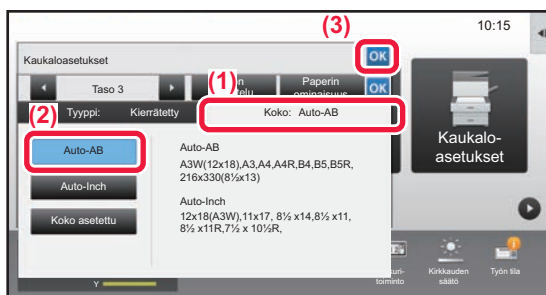 (3)
10:15
Kaukaloasetukset
OK
Taso 3
(1)
Paperin
OK
(2)
Tyyppi: Kierrätetty
Koko: Auto-AB
Auto-AB
Auto-Inch
Koko asetettu
Auto-AB
A3W(12x18),A3,A4,A4R,B4,B5,B5R,
216x330(8½x13)
Auto-Inch
12x18(A3W),11x17, 8½ x14,8½ x11,
8½ x11R,7½ x 10½R,
Kaukalo-
asetukset
toiminto
Kirkkauden
säätö
Työn tila
Y